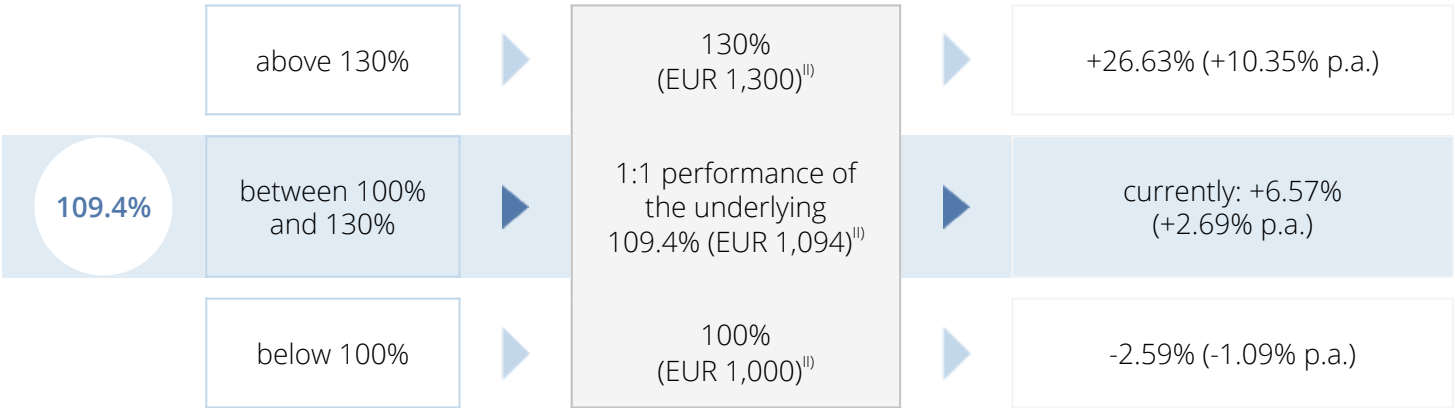 above 130%
130%
(EUR 1,300)II)
+26.63% (+10.35% p.a.)
109.4%
between 100%
and 130%
1:1 performance of
the underlying
109.4% (EUR 1,094)II)
currently: +6.57%
(+2.69% p.a.)
below 100%
100%
(EUR 1,000)II)
-2.59% (-1.09% p.a.)